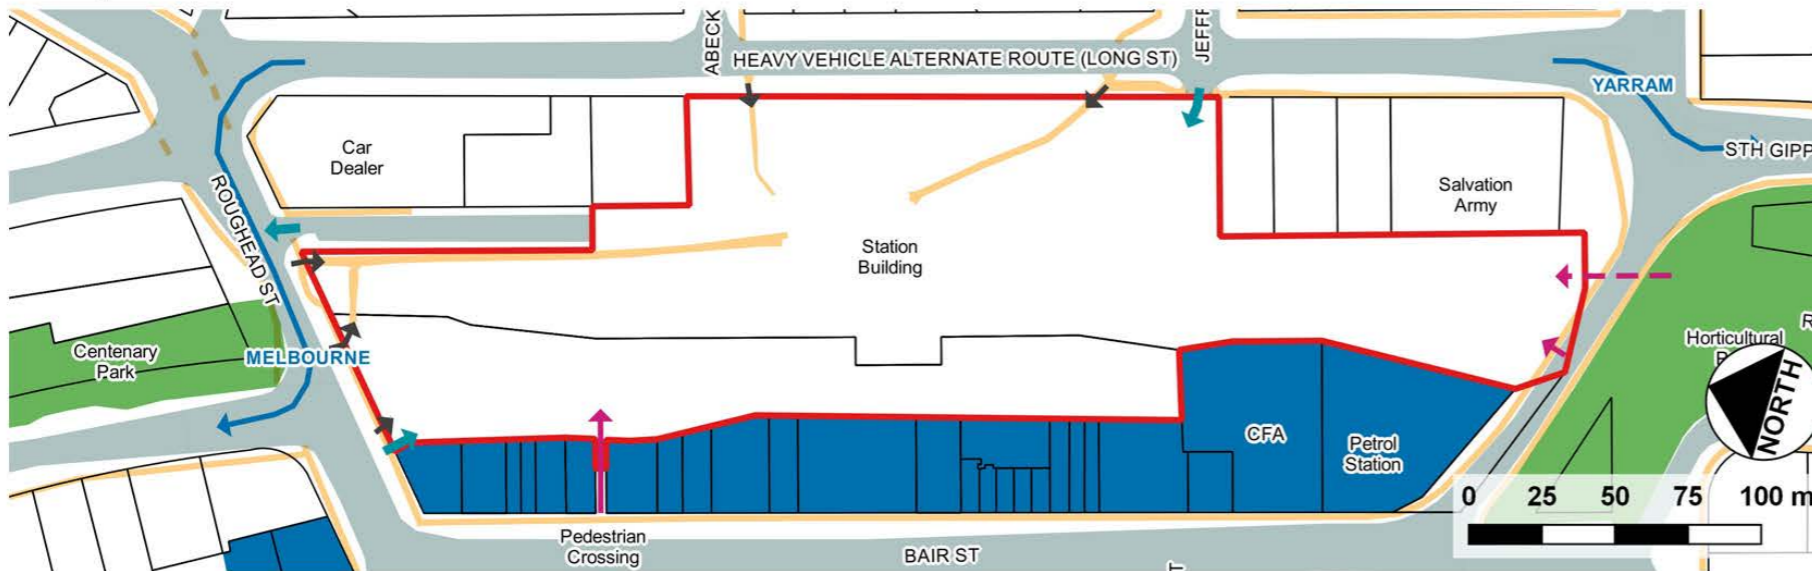 ABECK
JEFFR
HEAVY VEHICLE ALTERNATE ROUTE (LONG ST)
YARRAM
STH GIPP
Car
Dealer
Salvation
Army
ROUGHEAD ST
Station
Building
Centenary
Park
MELBOURNE
Horticultural
NORTH
CFA
Petrol
Station
0 25 50 75 100 m
Pedestrian
Crossing
BAIR ST